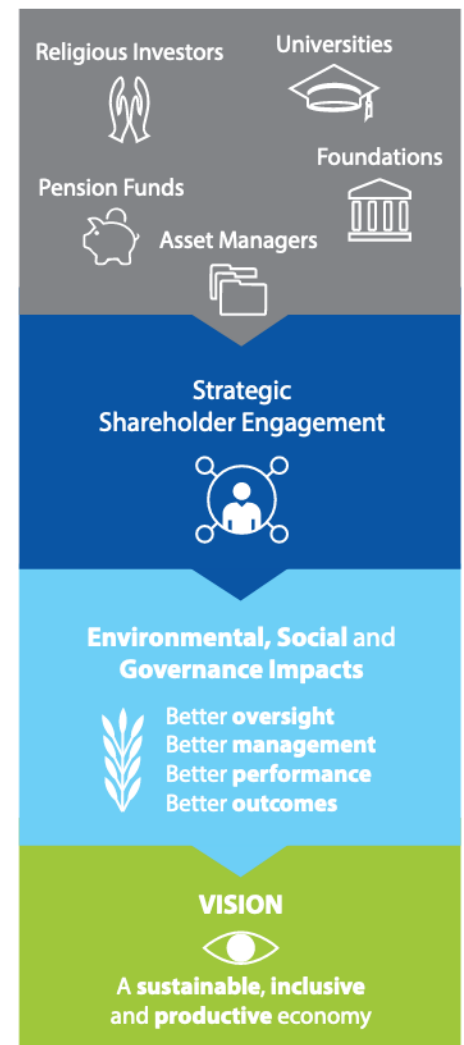 Religious Investors
Universities
Foundations
Pension Funds
Asset Managers
Strategic
Shareholder Engagement
Environmental, Social and
Governance Impacts
Better oversight
Better management
Better performance
Better outcomes
VISION
A sustainable, inclusive
and productive economy